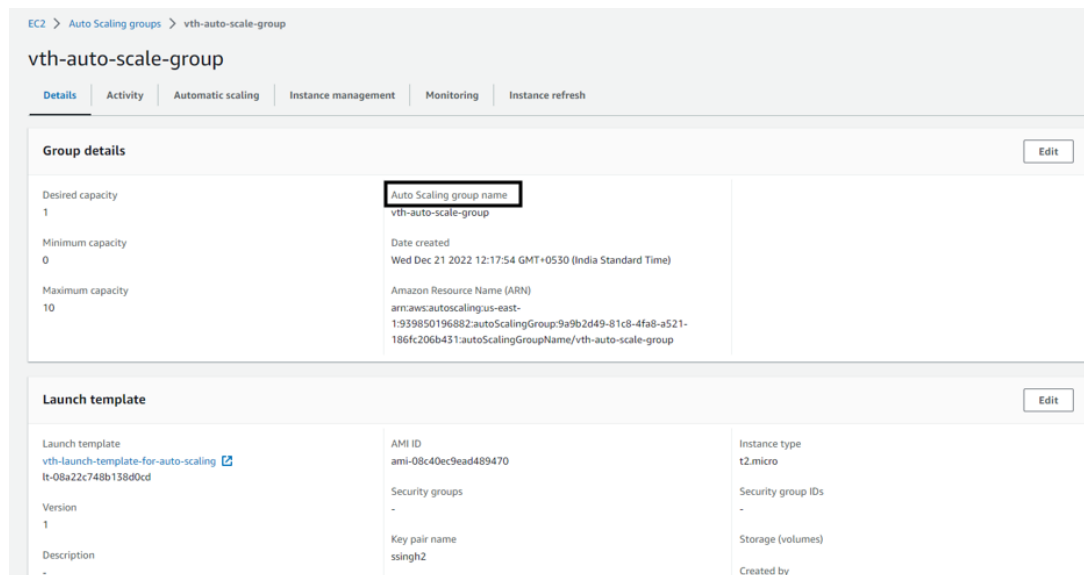 EC2 > Auto Scaling groups > vth-auto-scale-group
vth-auto-scale-group
Details
Activity
Automatic scaling
Instance management
Monitoring
Instance refresh
Group details
Edit
Desired capacity
1
Minimum capacity
0
Maximum capacity
10
Auto Scaling group name
vth-auto-scale-group
Date created
Wed Dec 21 2022 12:17:54 GMT+0530 (India Standard Time)
Amazon Resource Name (ARN)
arn:aws:autoscaling:us-east-
1:939850196882:autoScalingGroup:9a9b2d49-81c8-4fa8-a521-
186fc206b431:autoScalingGroupName/vth-auto-scale-group
Launch template
Edit
Launch template
vth-launch-template-for-auto-scaling
lt-08a22c748b138d0cd
Version
1
Description
-
AMI ID
ami-08c40ec9ead489470
Security groups
-
Key pair name
ssingh2
Instance type
t2.micro
Security group IDs
-
Storage (volumes)
Created by